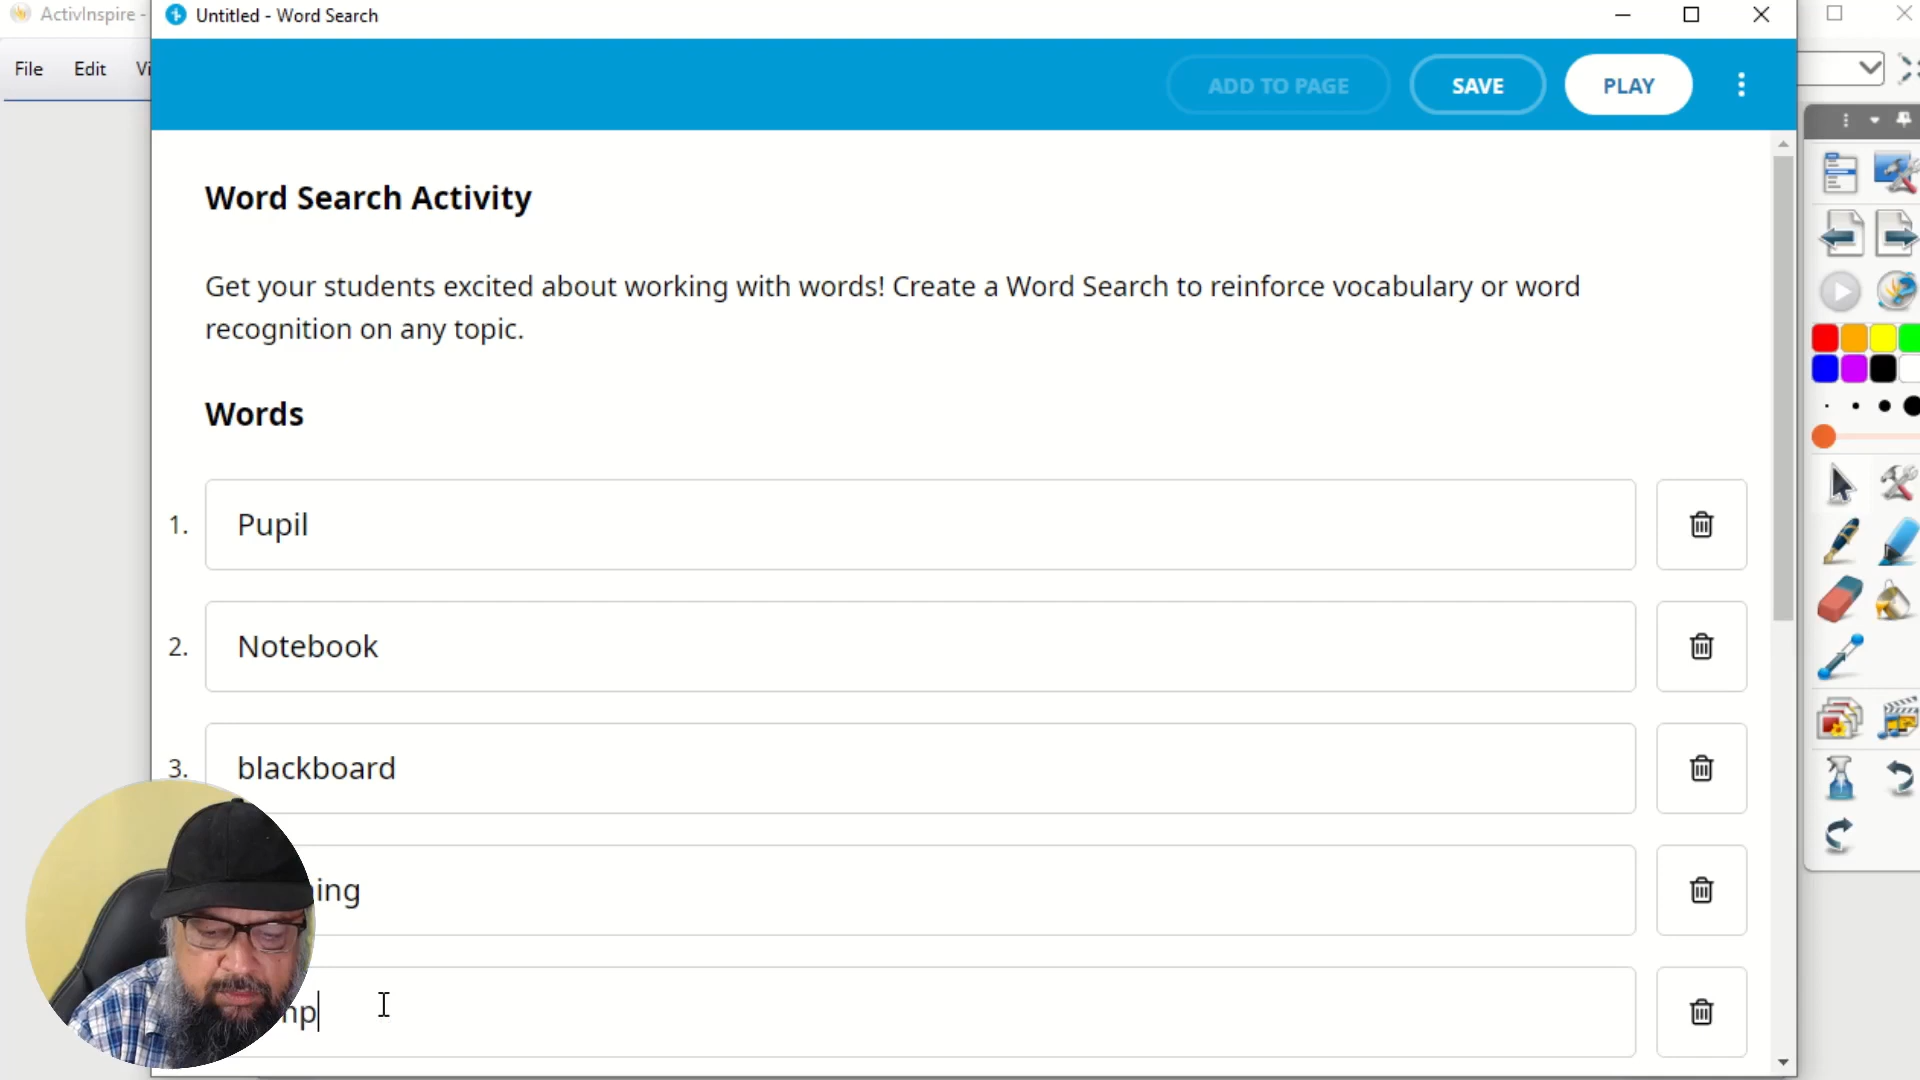 ActivInspire -
Untitled - Word Search
File Edit
ADD TO PAGE SAVE PLAY
Word Search Activity
Get your students excited about working with words! Create a Word Search to reinforce vocabulary or word
recognition on any topic.
Words
1. Pupil
2. Notebook
3. blackboard